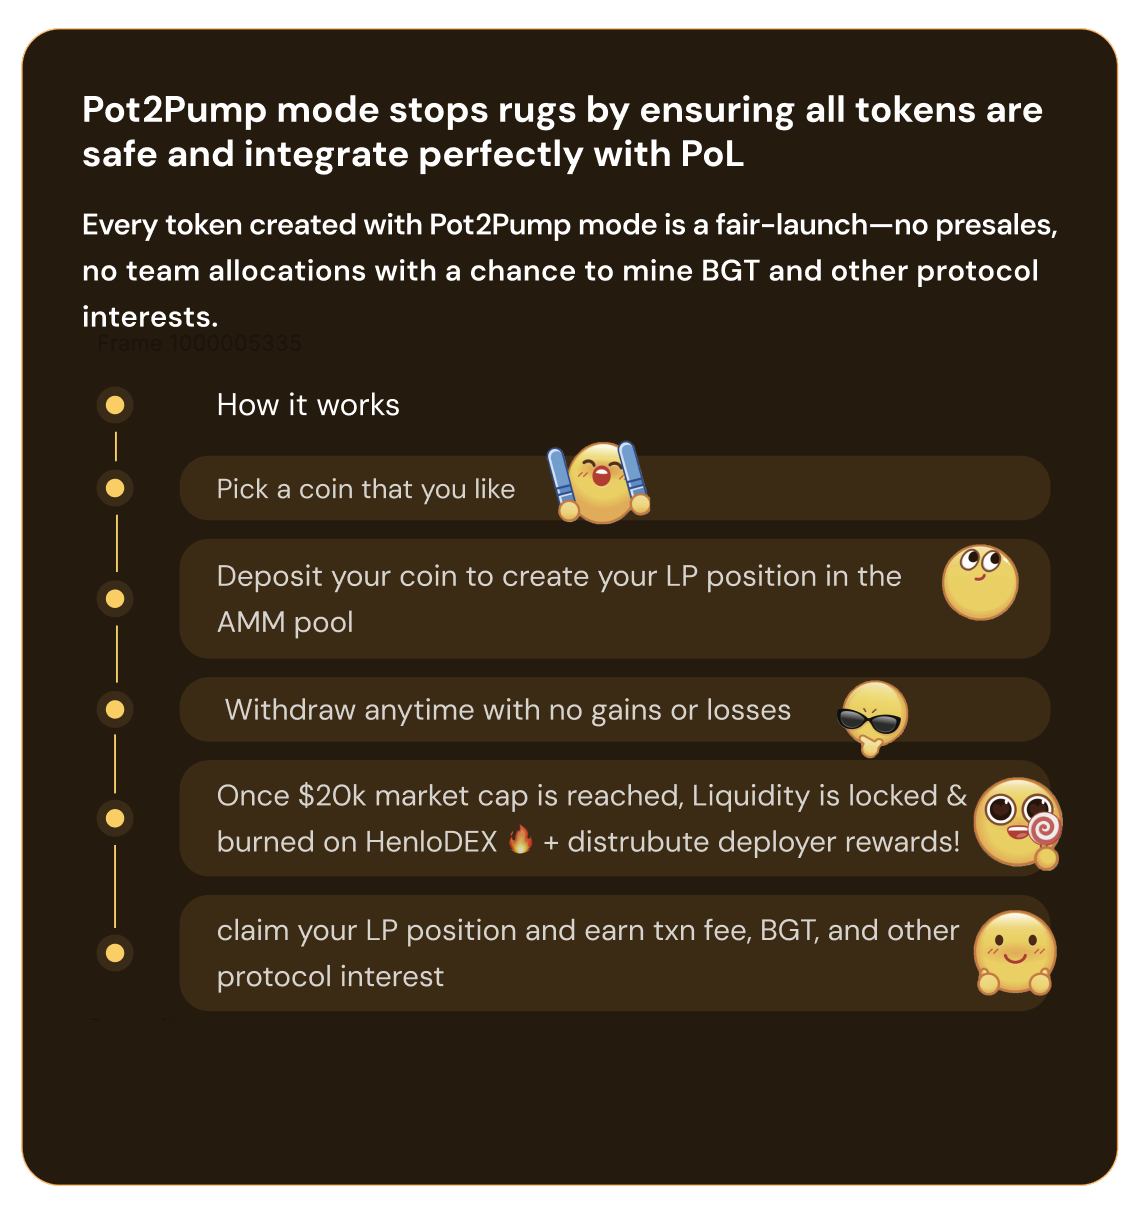 Pot2Pump mode stops rugs by ensuring all tokens are
safe and integrate perfectly with PoL
Every token created with Pot2Pump mode is a fair-launch—no presales,
no team allocations with a chance to mine BGT and other protocol
interests.
Frame 1000005335
How it works
Pick a coin that you like
Deposit your coin to create your LP position in the
AMM pool
Withdraw anytime with no gains or losses
Once $20k market cap is reached, Liquidity is locked &
burned on HenloDEX 🔥 + distrubute deployer rewards!
claim your LP position and earn txn fee, BGT, and other
protocol interest